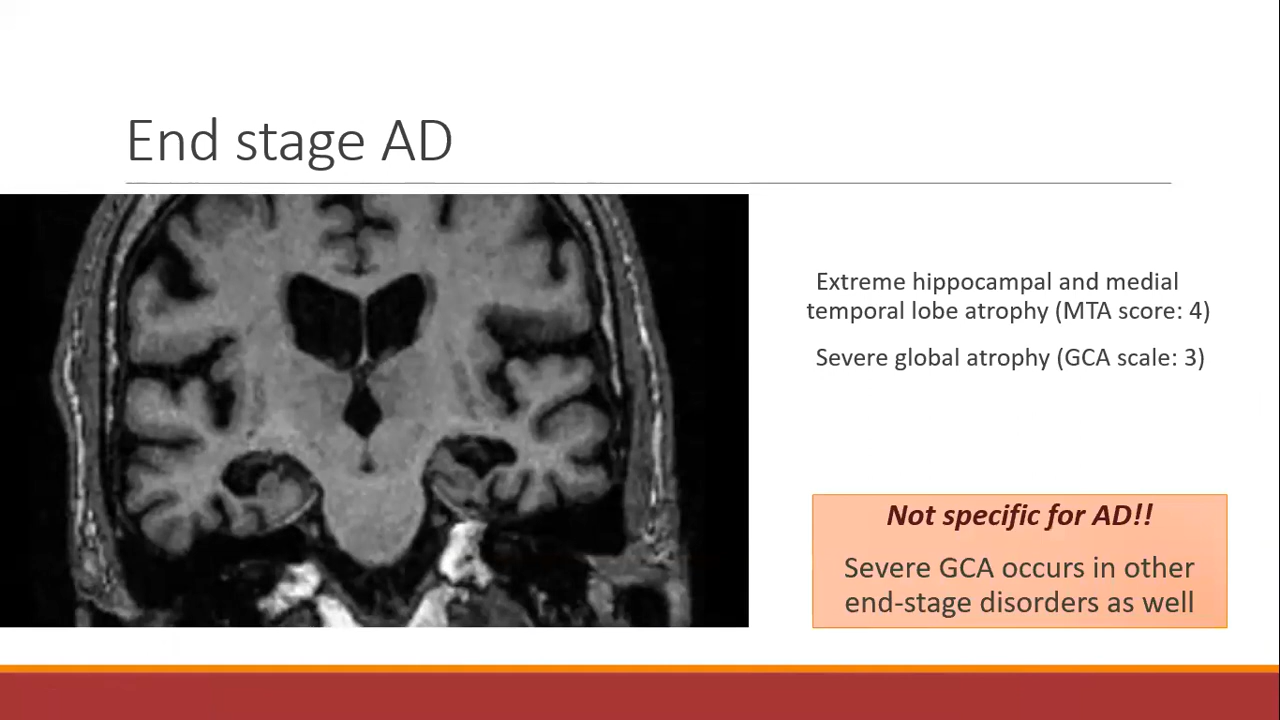 End stage AD
Extreme hippocampal and medial
temporal lobe atrophy (MTA score: 4)
Severe global atrophy (GCA scale: 3)
Not specific for AD!!
Severe GCA occurs in other
end-stage disorders as well